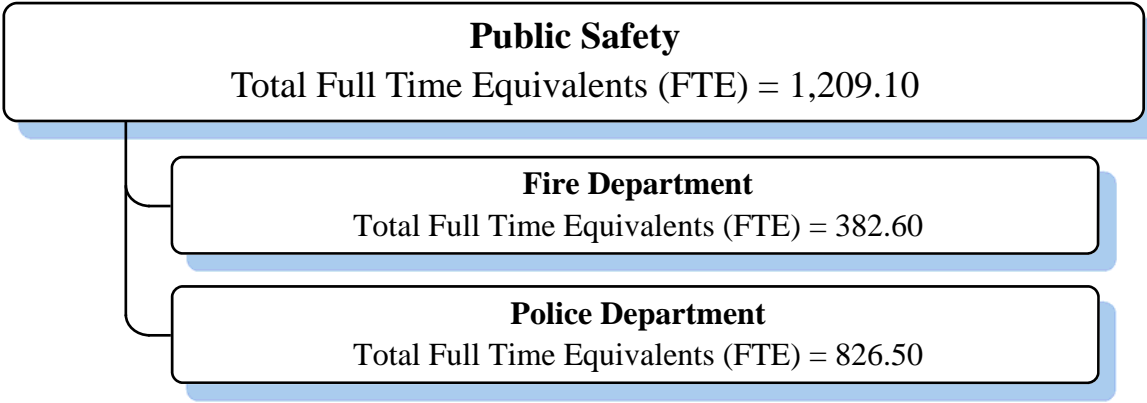 Public Safety
Total Full Time Equivalents (FTE) = 1,209.10
Fire Department
Total Full Time Equivalents (FTE) = 382.60
Police Department
Total Full Time Equivalents (FTE) = 826.50